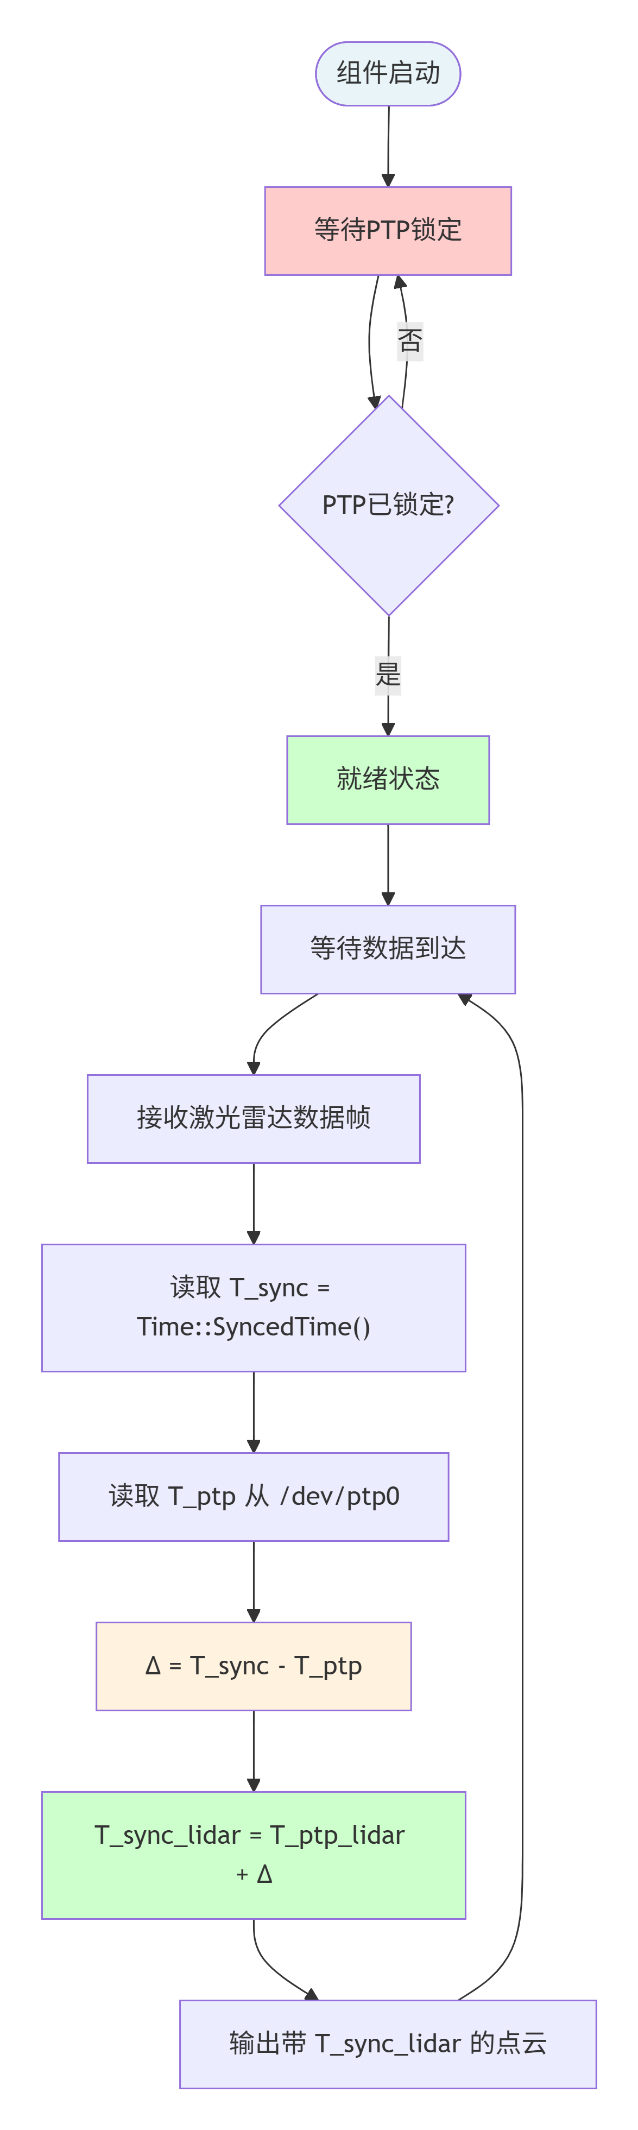 组件启动
等待PTP锁定
否
PTP已锁定?
是
就绪状态
等待数据到达
接收激光雷达数据帧
读取 T_sync =
Time::SyncedTime()
读取 T_ptp 从 /dev/ptp0
Δ = T_sync - T_ptp
T_sync_lidar = T_ptp_lidar
+ Δ
输出带 T_sync_lidar 的点云